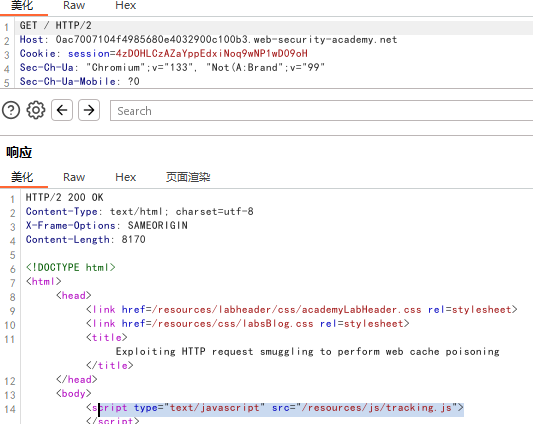 美化 Raw Hex
1 GET / HTTP/2
2 Host: 0ac7007104f4985680e4032900c100b3.web-security-academy.net
3 Cookie: session=4zDOHLCzAZaYppEdxiNoq9wNP1wDO9oH
4 Sec-Ch-Ua: "Chromium";v="133", "Not(A:Brand";v="99"
5 Sec-Ch-Ua-Mobile: ?0
Search
响应
美化 Raw Hex 页面渲染
1 HTTP/2 200 OK
2 Content-Type: text/html; charset=utf-8
3 X-Frame-Options: SAMEORIGIN
4 Content-Length: 8170
5
6 <!DOCTYPE html>
7 <html>
8 <head>
9 <link href=/resources/labheader/css/academyLabHeader.css rel=stylesheet>
10 <link href=/resources/css/labsBlog.css rel=stylesheet>
11 <title>
Exploiting HTTP request smuggling to perform web cache poisoning
</title>
12 </head>
13 <body>
14 <script type="text/javascript" src="/resources/js/tracking.js">
</script>